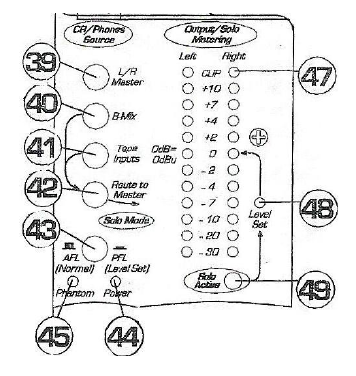 CR/Phones
Source
39
L/R
Master
40
B-Mix
41
Tape
Inputs
42
Route to
Master
Solo Mode
43
AFL
(Normal)
PFL
(Level Set)
Phantom
Power
45
44
Output/Solo
Metering
Left
Right
CLIP
47
+10
+7
+4
+2
0dB=
0dBu
0
-2
-4
-7
-10
-20
-30
Level
Set
48
Solo
Active
49